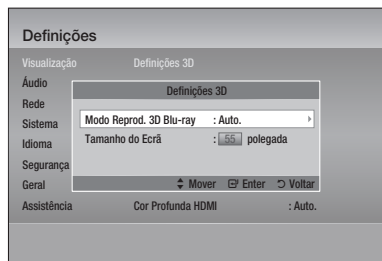 Definições
Visualização Definições 3D
Áudio
Definições 3D
Rede
Sistema Modo Reprod. 3D Blu-ray : Auto.
Idioma Tamanho do Ecrã : 55 polegada
Segurança
Geral Mover Enter Voltar
Assistência Cor Profunda HDMI : Auto.